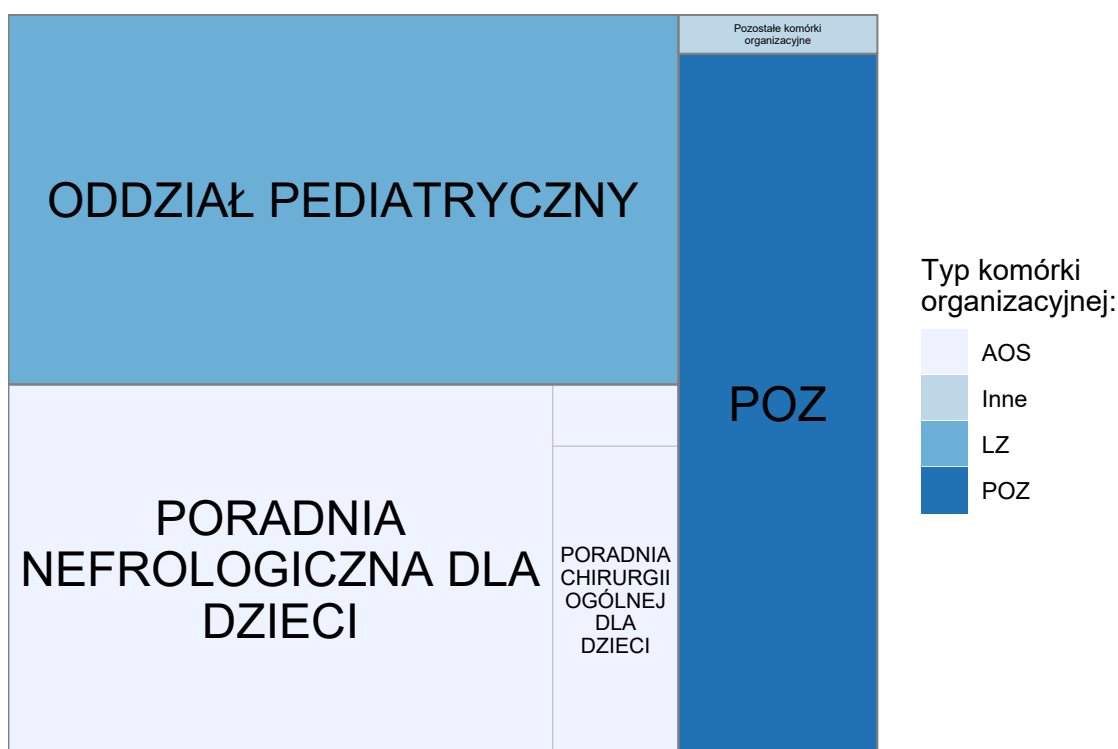 Pozostałe komórki
organizacyjne
ODDZIAŁ PEDIATRYCZNY
POZ
PORADNIA
NEFROLOGICZNA DLA
DZIECI
PORADNIA
CHIRURGII
OGÓLNEJ
DLA
DZIECI
Typ komórki
organizacyjnej:
AOS
Inne
LZ
POZ